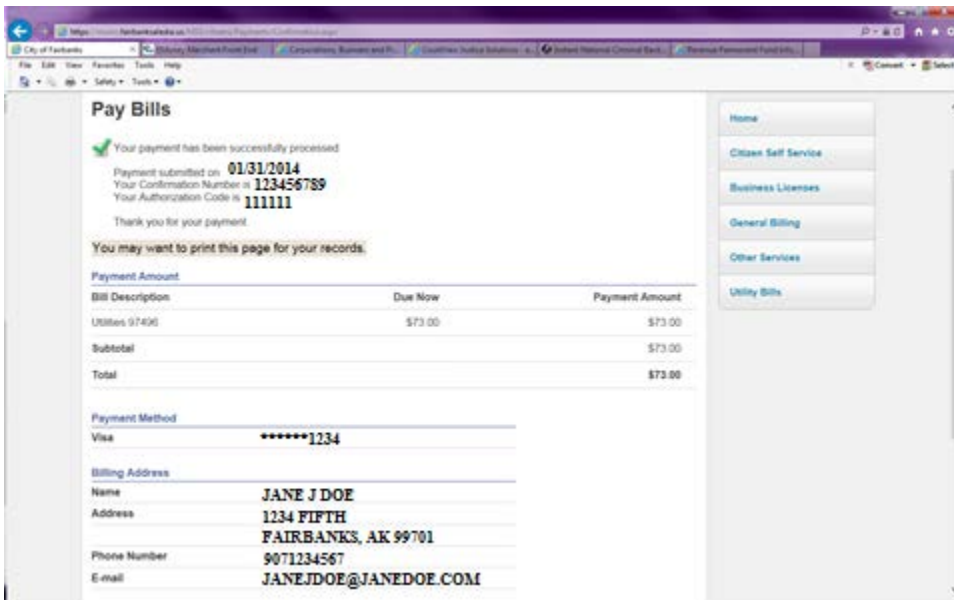 City of Fairbanks
File Edit View Favorites Tools Help
Convert Select
Safety Tools
Pay Bills
Your payment has been successfully processed
Payment submitted on 01/31/2014
Your Confirmation Number is 123456789
Your Authorization Code is 111111
Thank you for your payment
You may want to print this page for your records.
Payment Amount
Bill Description Due Now Payment Amount
Utilities 97496 $73.00 $73.00
Subtotal $73.00
Total $73.00
Payment Method
Visa ******1234
Billing Address
Name JANE J DOE
Address 1234 FIFTH
FAIRBANKS, AK 99701
Phone Number 9071234567
E-mail JANEJDOE@JANEDOE.COM
Home
Citizen Self Service
Business Licenses
General Billing
Other Services
Utility Bills